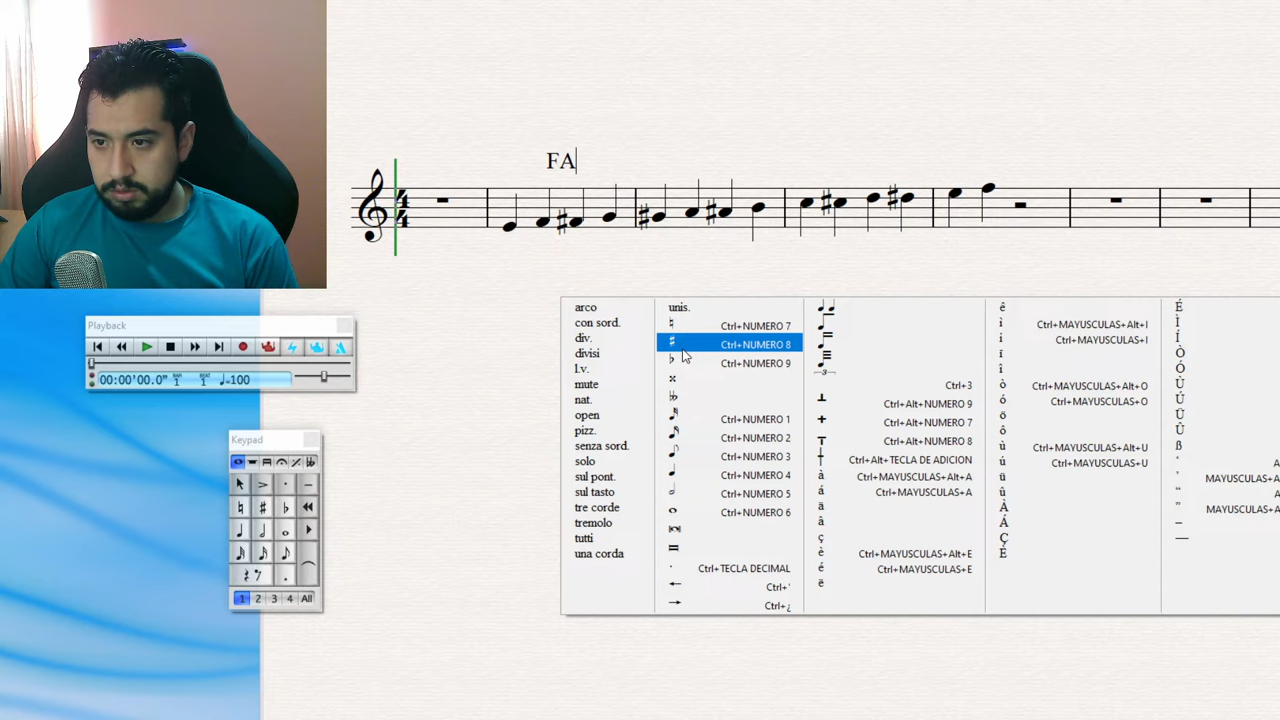 FA
Playback
00:00'00.0" BAR 1 BEAT 1 =100
Keypad
1 2 3 4 All
arco
con sord.
div.
divisi
l.v.
mute
nat.
open
pizz.
senza sord.
solo
sul pont.
sul tasto
tre corde
tremolo
tutti
una corda
unis.
♮ Ctrl+NUMERO 7
♯ Ctrl+NUMERO 8
♭ Ctrl+NUMERO 9
Ctrl+NUMERO 1
Ctrl+NUMERO 2
Ctrl+NUMERO 3
Ctrl+NUMERO 4
Ctrl+NUMERO 5
Ctrl+NUMERO 6
. Ctrl+TECLA DECIMAL
← Ctrl+'
→ Ctrl+¿
3 Ctrl+3
Ctrl+Alt+NUMERO 9
Ctrl+Alt+NUMERO 7
Ctrl+Alt+NUMERO 8
Ctrl+Alt+TECLA DE ADICION
à Ctrl+MAYUSCULAS+Alt+A
á Ctrl+MAYUSCULAS+A
ä
â
ç
è Ctrl+MAYUSCULAS+Alt+E
é Ctrl+MAYUSCULAS+E
ë
ê
ì Ctrl+MAYUSCULAS+Alt+I
í Ctrl+MAYUSCULAS+I
ï
î
ò Ctrl+MAYUSCULAS+Alt+O
ó Ctrl+MAYUSCULAS+O
ö
ô
ù Ctrl+MAYUSCULAS+Alt+U
ú Ctrl+MAYUSCULAS+U
ü
û
À
Á
Ç
É
Ò
Ó
Ù
Ú
Ü
Û
ß
‘
’ MAYUSCULAS+
“
” MAYUSCULAS+
–
—